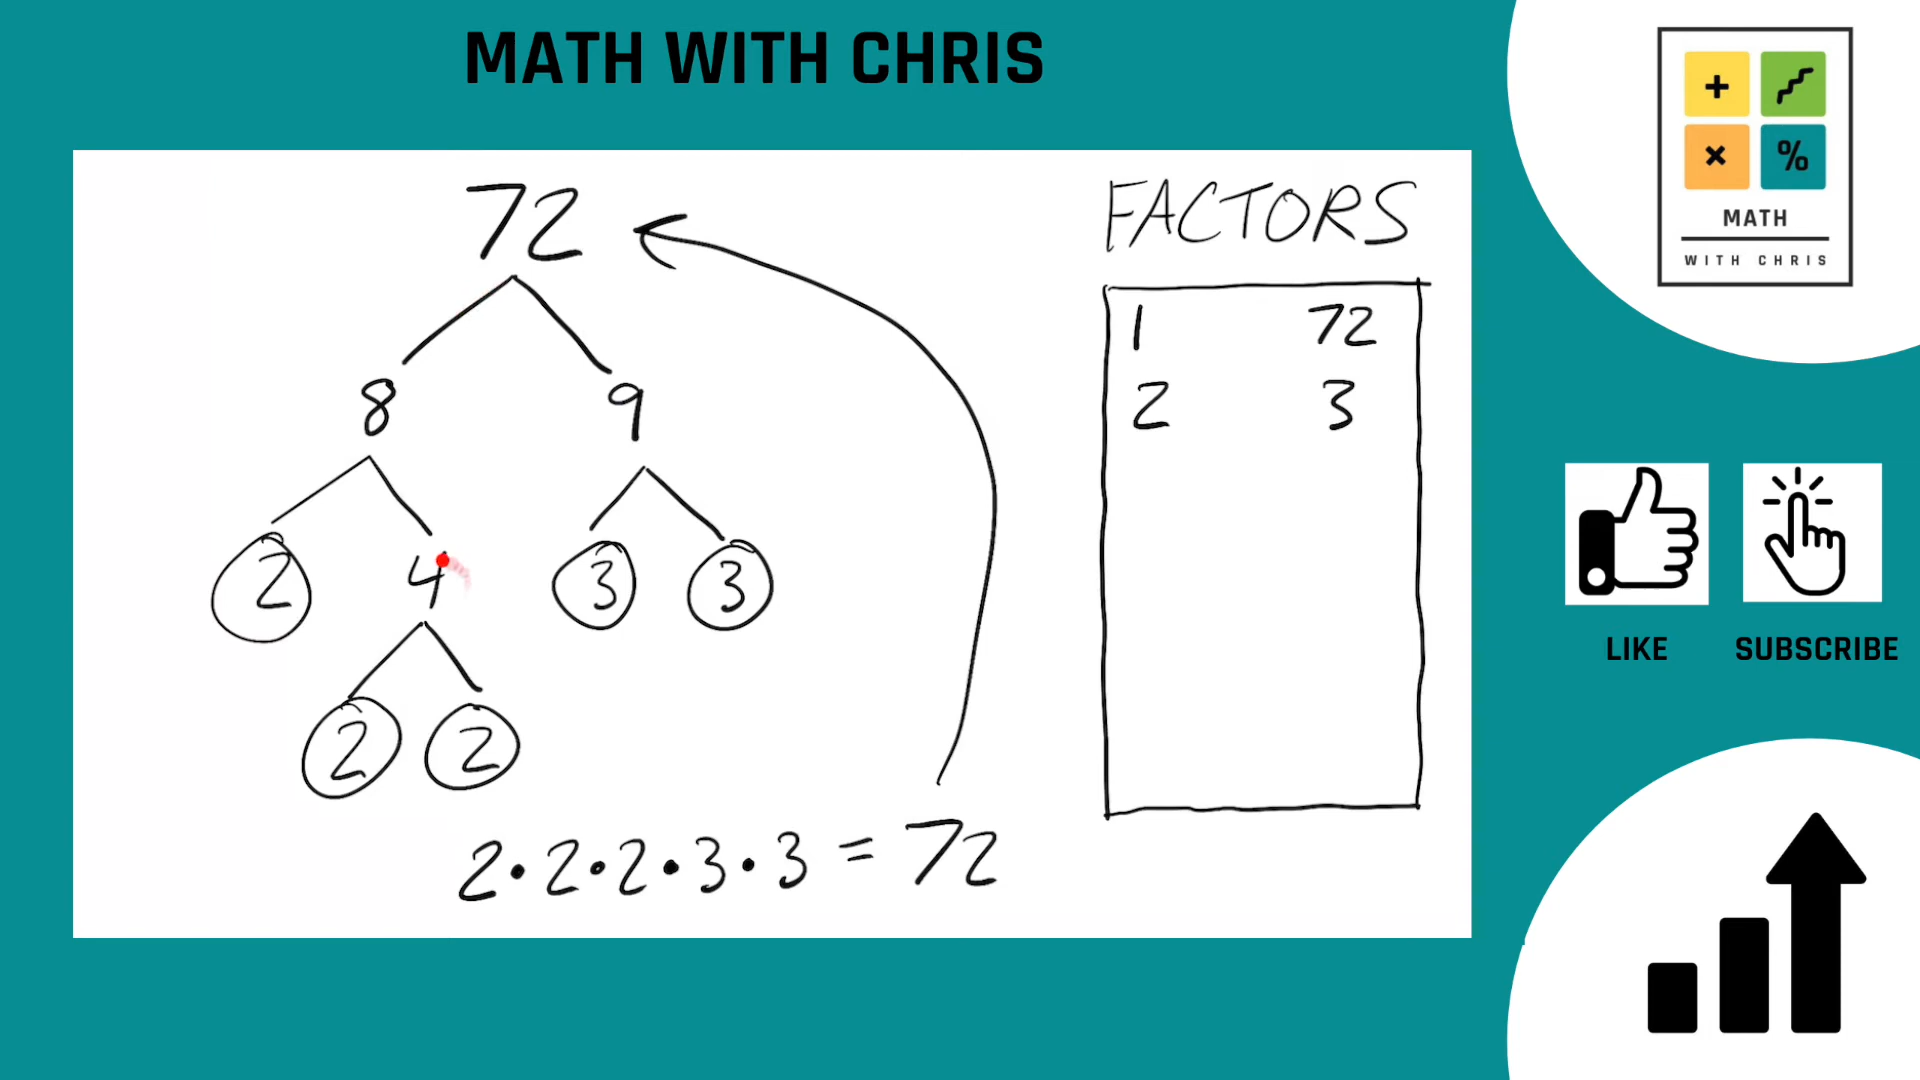 MATH WITH CHRIS
72
8 9
2 4 3 3
2 2
2•2•2•3•3 = 72
FACTORS
1 72
2 3
+
× %
MATH
WITH CHRIS
LIKE SUBSCRIBE